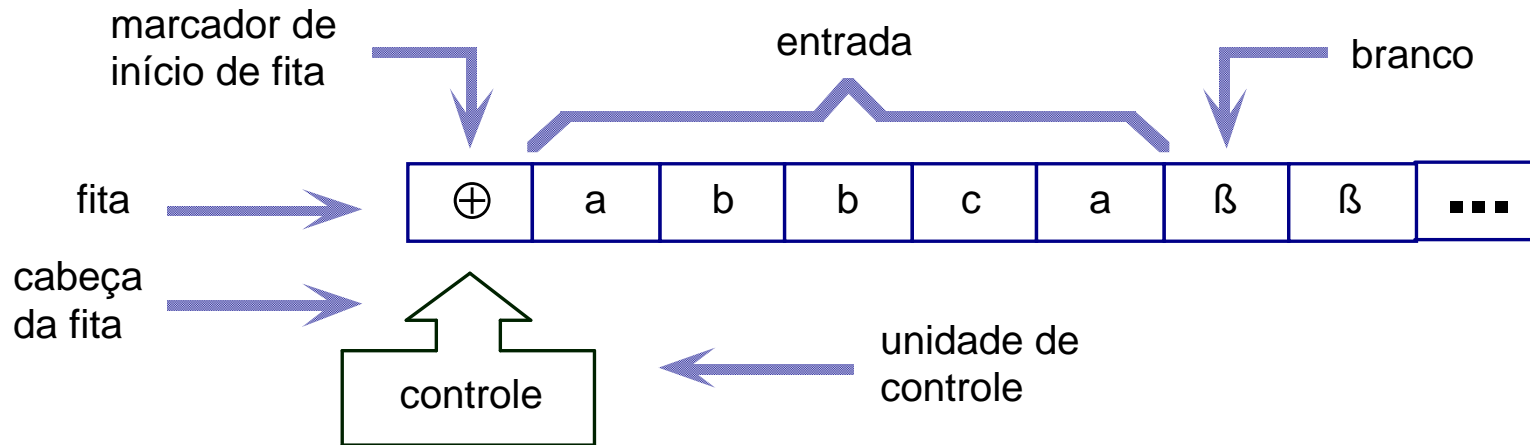 marcador de
início de fita
entrada
branco
fita
⊕ a b b c a ß ß ...
cabeça
da fita
controle
unidade de
controle